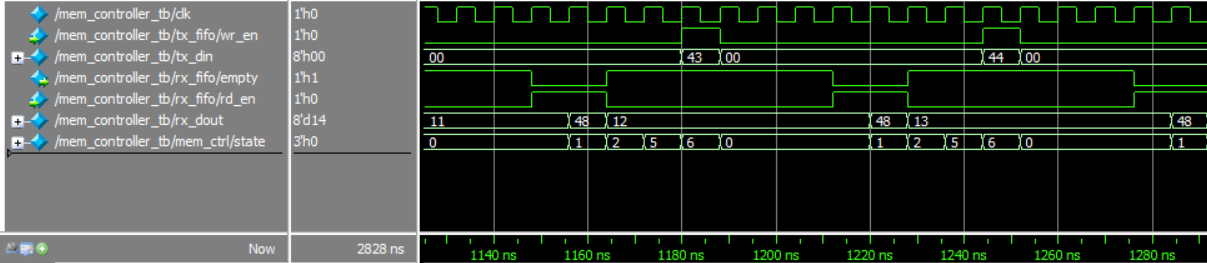 /mem_controller_tb/clk 1'h0
/mem_controller_tb/tx_fifo/wr_en 1'h0
/mem_controller_tb/tx_din 8'h00 00 43 00 44 00
/mem_controller_tb/rx_fifo/empty 1'h1
/mem_controller_tb/rx_fifo/rd_en 1'h0
/mem_controller_tb/rx_dout 8'd14 11 48 12 48 13 48
/mem_controller_tb/mem_ctrl/state 3'h0 0 1 2 5 6 0 1 2 5 6 0 1
Now 2828 ns 1140 ns 1160 ns 1180 ns 1200 ns 1220 ns 1240 ns 1260 ns 1280 ns